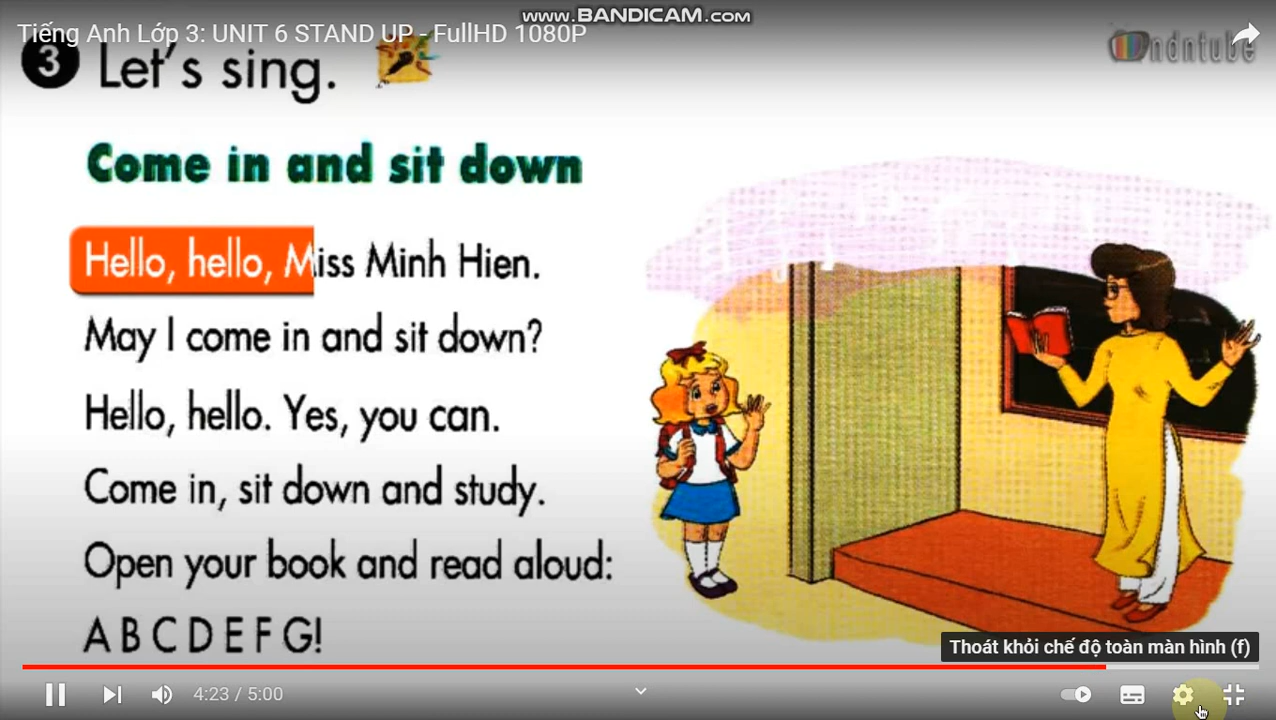 www.BANDICAM.com
Tiếng Anh Lớp 3: UNIT 6 STAND UP - FullHD 1080P
ndntube
3 Let's sing.
Come in and sit down
Hello, hello, Miss Minh Hien.
May I come in and sit down?
Hello, hello. Yes, you can.
Come in, sit down and study.
Open your book and read aloud:
A B C D E F G!
Thoát khỏi chế độ toàn màn hình (f)
4:23 / 5:00